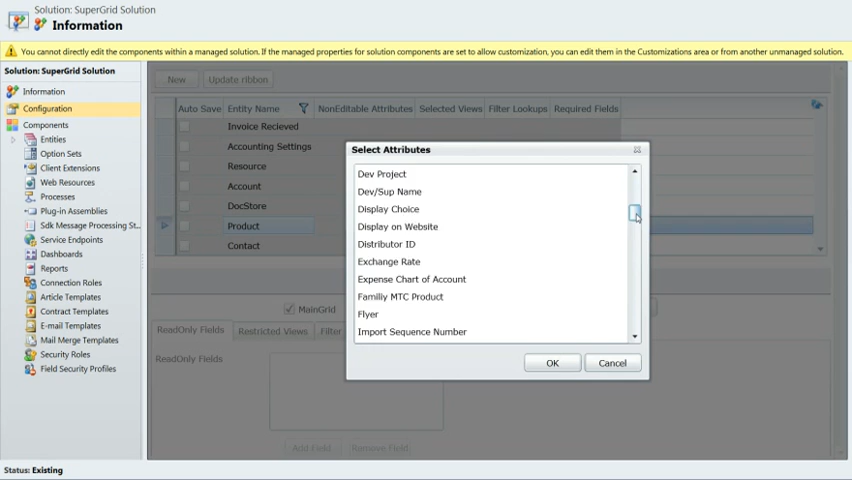 Solution: SuperGrid Solution
Information
You cannot directly edit the components within a managed solution. If the managed properties for solution components are set to allow customization, you can edit them in the Customizations area or from another unmanaged solution.
Solution: SuperGrid Solution
Information
Configuration
Components
Entities
Option Sets
Client Extensions
Web Resources
Processes
Plug-in Assemblies
Sdk Message Processing St...
Service Endpoints
Dashboards
Reports
Connection Roles
Article Templates
Contract Templates
E-mail Templates
Mail Merge Templates
Security Roles
Field Security Profiles
New Update ribbon
Auto Save Entity Name NonEditable Attributes Selected Views Filter Lookups Required Fields
Invoice Recieved
Accounting Settings
Resource
Account
DocStore
Product
Contact
MainGrid
ReadOnly Fields Restricted Views Filter
ReadOnly Fields
Add Field Remove Field
Select Attributes
Dev Project
Dev/Sup Name
Display Choice
Display on Website
Distributor ID
Exchange Rate
Expense Chart of Account
Familiy MTC Product
Flyer
Import Sequence Number
OK Cancel
Status: Existing